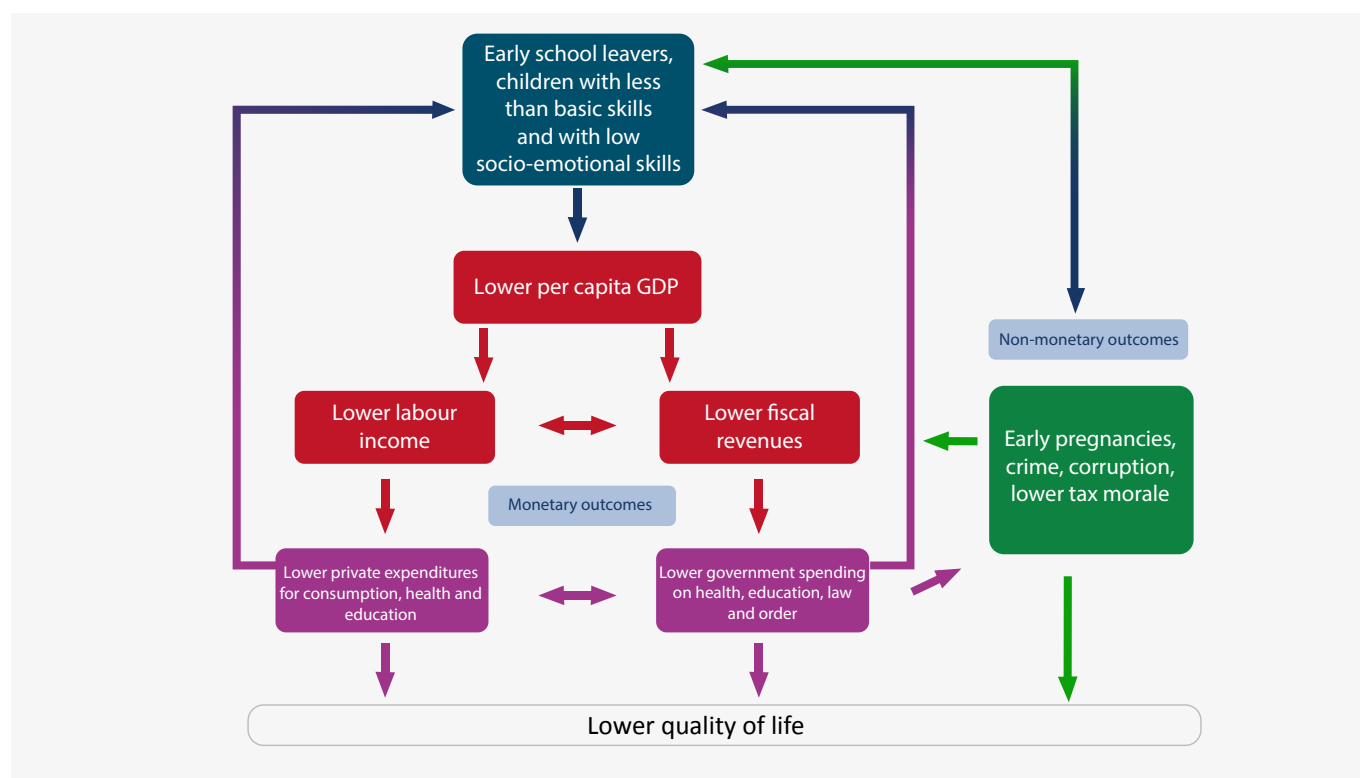 Early school leavers,
children with less
than basic skills
and with low
socio-emotional skills
Lower per capita GDP
Non-monetary outcomes
Lower labour
income
Lower fiscal
revenues
Early pregnancies,
crime, corruption,
lower tax morale
Monetary outcomes
Lower private expenditures
for consumption, health and
education
Lower government spending
on health, education, law
and order
Lower quality of life